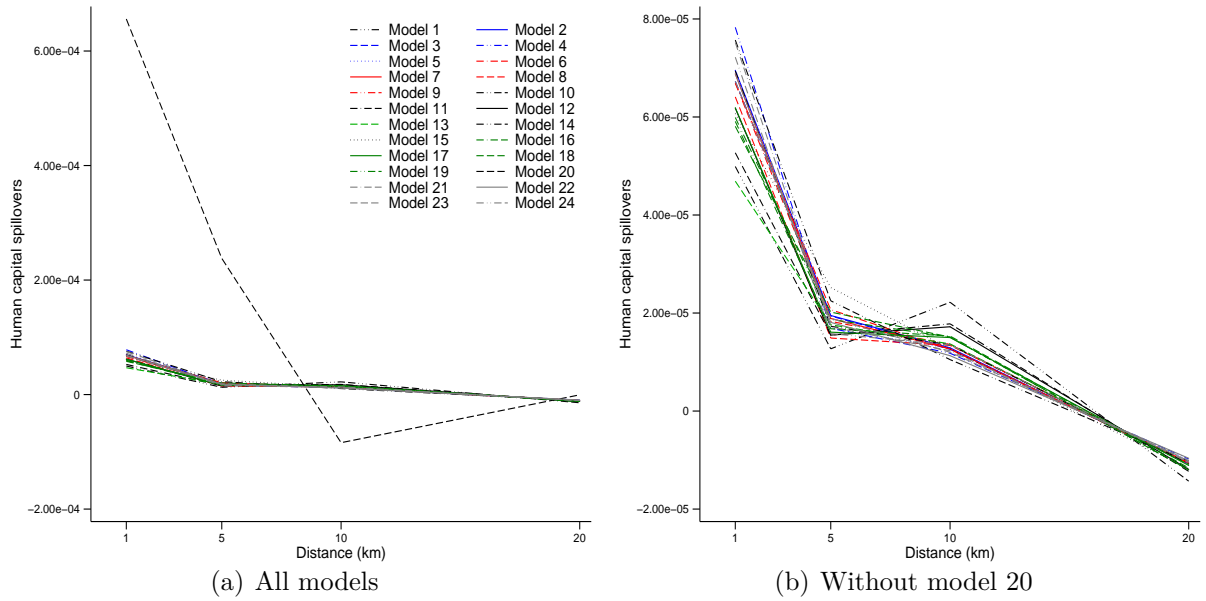 6.00e−04
4.00e−04
2.00e−04
0
−2.00e−04
Human capital spillovers
Model 1 Model 2
Model 3 Model 4
Model 5 Model 6
Model 7 Model 8
Model 9 Model 10
Model 11 Model 12
Model 13 Model 14
Model 15 Model 16
Model 17 Model 18
Model 19 Model 20
Model 21 Model 22
Model 23 Model 24
1 5 10 20
Distance (km)
(a) All models
8.00e−05
6.00e−05
4.00e−05
2.00e−05
0
−2.00e−05
Human capital spillovers
1 5 10 20
Distance (km)
(b) Without model 20